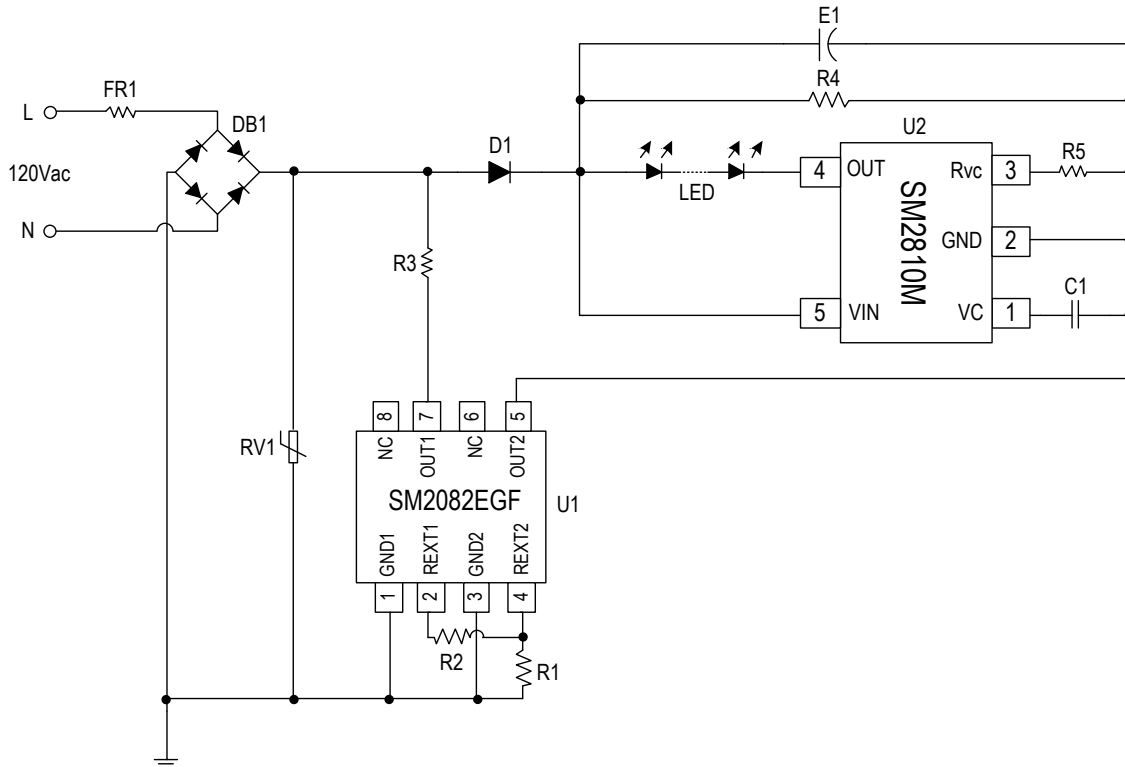 E1
R4
FR1
L
DB1
D1
U2
R5
120Vac
4
OUT
Rvc
3
LED
SM2810M
N
GND
2
R3
C1
5
VIN
VC
1
8
7
6
5
NC
OUT1
NC
OUT2
RV1
SM2082EGF
U1
GND1
REXT1
GND2
REXT2
1
2
3
4
R2
R1